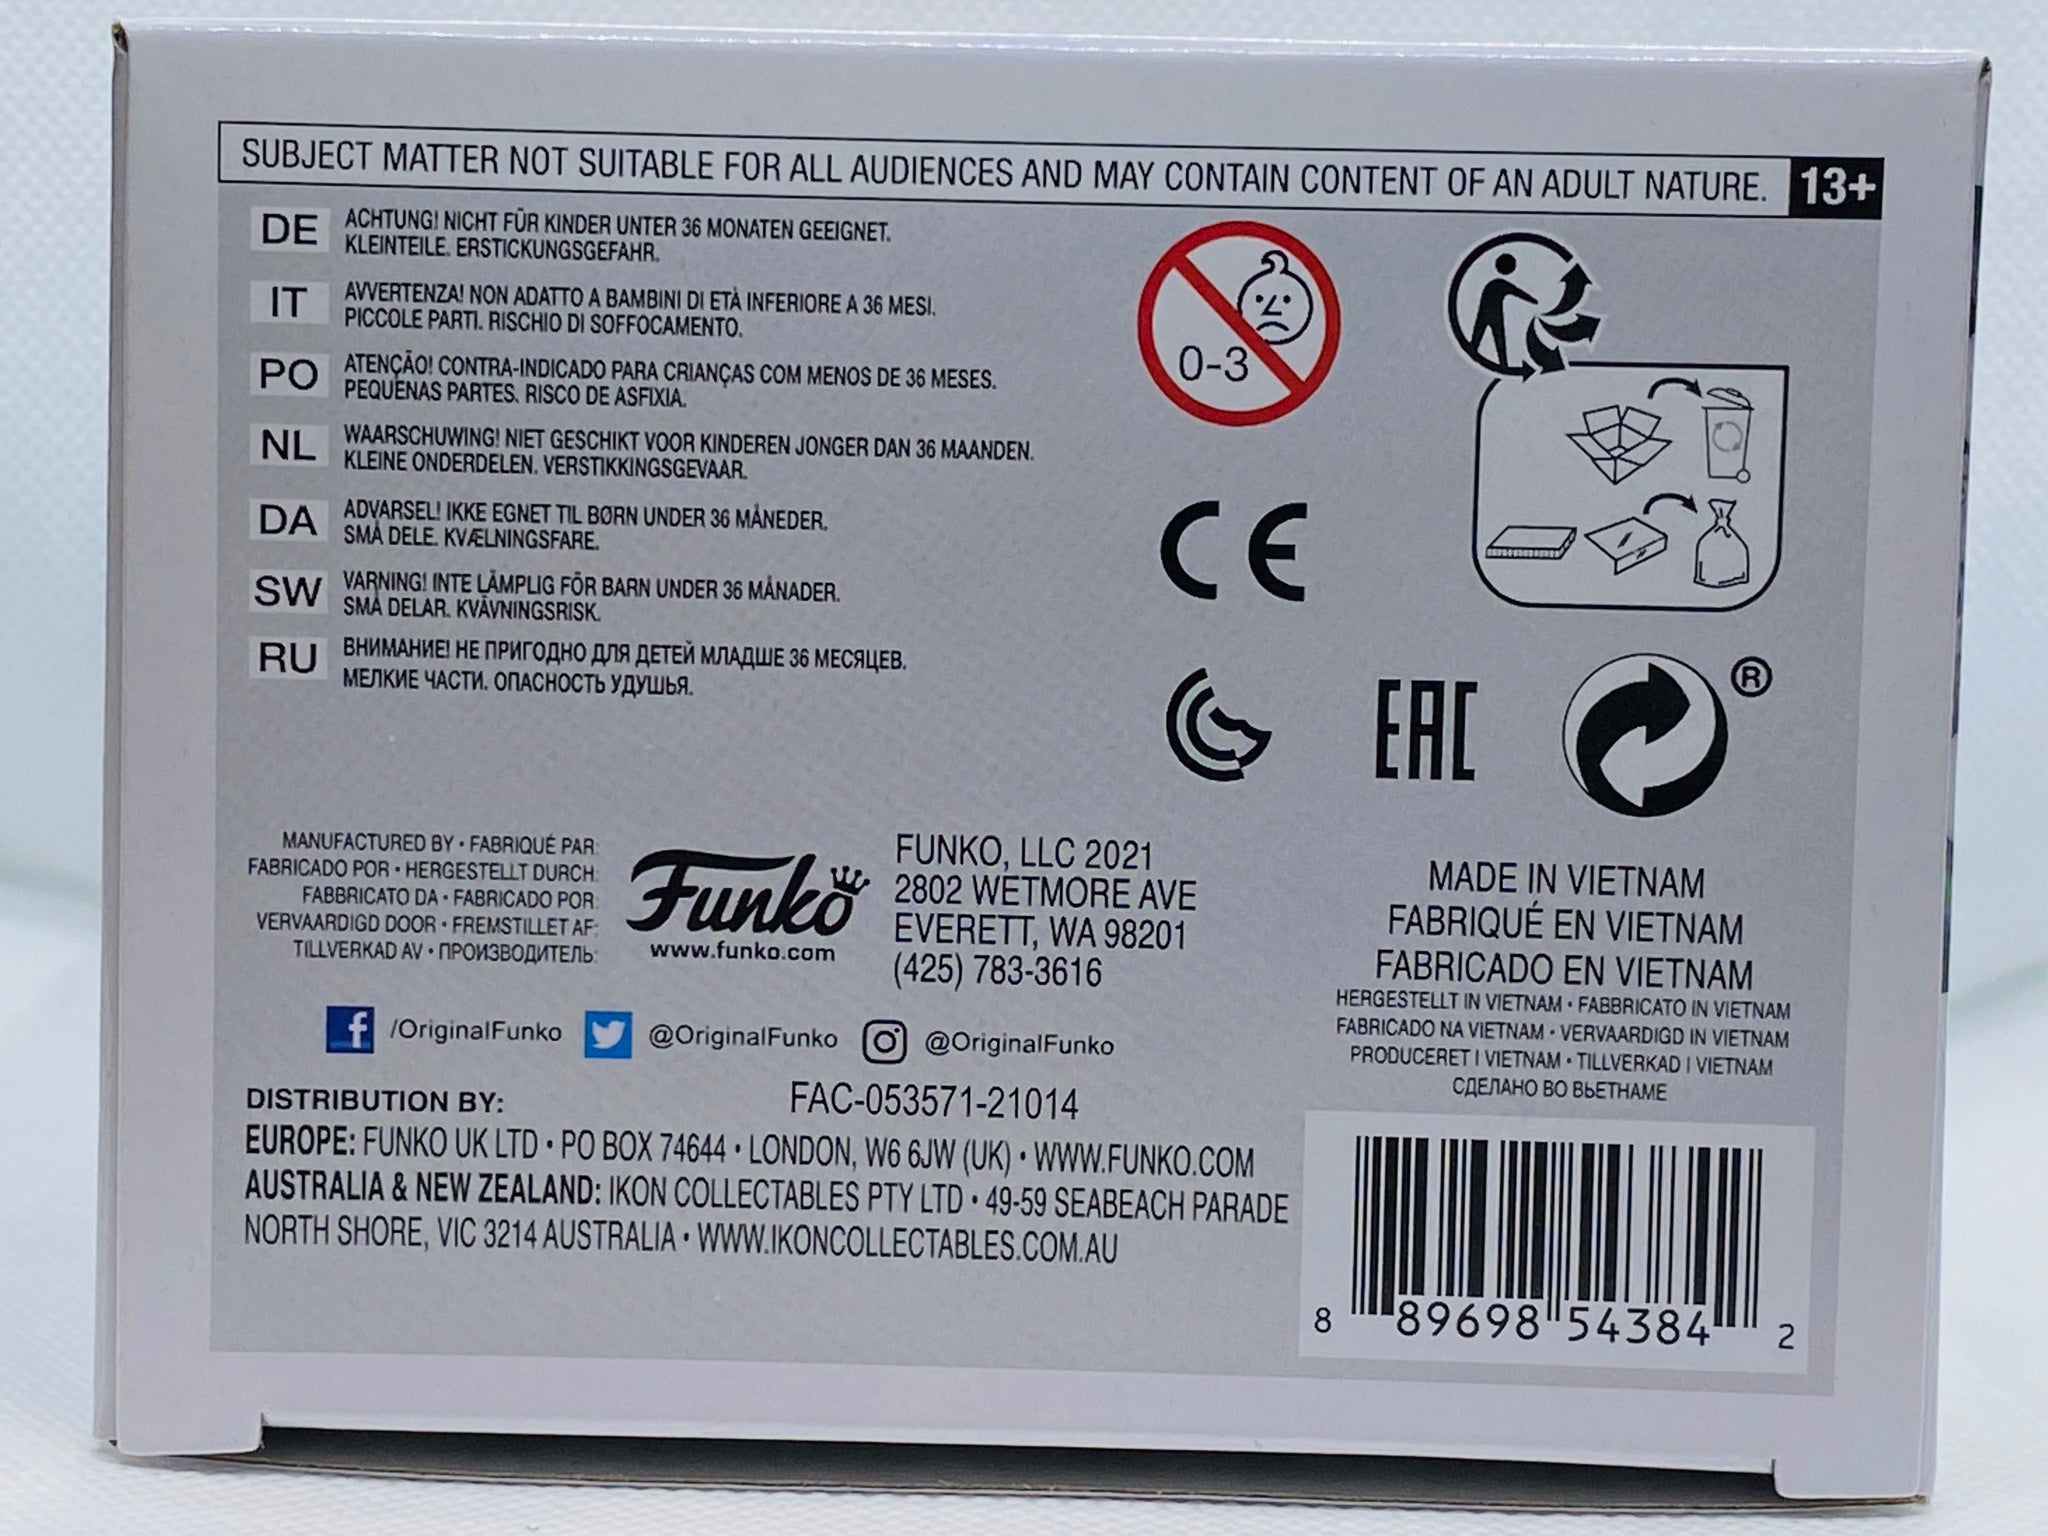 SUBJECT MATTER NOT SUITABLE FOR ALL AUDIENCES AND MAY CONTAIN CONTENT OF AN ADULT NATURE. 13+
DE ACHTUNG! NICHT FÜR KINDER UNTER 36 MONATEN GEEIGNET.
KLEINTEILE. ERSTICKUNGSGEFAHR.
IT AVVERTENZA! NON ADATTO A BAMBINI DI ETÀ INFERIORE A 36 MESI.
PICCOLE PARTI. RISCHIO DI SOFFOCAMENTO.
PO ATENÇÃO! CONTRA-INDICADO PARA CRIANÇAS COM MENOS DE 36 MESES.
PEQUENAS PARTES. RISCO DE ASFIXIA.
NL WAARSCHUWING! NIET GESCHIKT VOOR KINDEREN JONGER DAN 36 MAANDEN.
KLEINE ONDERDELEN. VERSTIKKINGSGEVAAR.
DA ADVARSEL! IKKE EGNET TIL BØRN UNDER 36 MÅNEDER.
SMÅ DELE. KVÆLNINGSFARE.
SW VARNING! INTE LÄMPLIG FÖR BARN UNDER 36 MÅNADER.
SMÅ DELAR. KVÄVNINGSRISK.
RU ВНИМАНИЕ! НЕ ПРИГОДНО ДЛЯ ДЕТЕЙ МЛАДШЕ 36 МЕСЯЦЕВ.
МЕЛКИЕ ЧАСТИ. ОПАСНОСТЬ УДУШЬЯ.
0-3
CE
EAC
®
MANUFACTURED BY • FABRIQUÉ PAR:
FABRICADO POR • HERGESTELLT DURCH:
FABBRICATO DA • FABRICADO POR:
VERVAARDIGD DOOR • FREMSTILLET AF:
TILLVERKAD AV • ПРОИЗВОДИТЕЛЬ:
Funko
www.funko.com
FUNKO, LLC 2021
2802 WETMORE AVE
EVERETT, WA 98201
(425) 783-3616
MADE IN VIETNAM
FABRIQUÉ EN VIETNAM
FABRICADO EN VIETNAM
HERGESTELLT IN VIETNAM • FABBRICATO IN VIETNAM
FABRICADO NA VIETNAM • VERVAARDIGD IN VIETNAM
PRODUCERET I VIETNAM • TILLVERKAD I VIETNAM
СДЕЛАНО ВО ВЬЕТНАМЕ
/OriginalFunko @OriginalFunko @OriginalFunko
DISTRIBUTION BY: FAC-053571-21014
EUROPE: FUNKO UK LTD • PO BOX 74644 • LONDON, W6 6JW (UK) • WWW.FUNKO.COM
AUSTRALIA & NEW ZEALAND: IKON COLLECTABLES PTY LTD • 49-59 SEABEACH PARADE
NORTH SHORE, VIC 3214 AUSTRALIA • WWW.IKONCOLLECTABLES.COM.AU
8 89698 54384 2